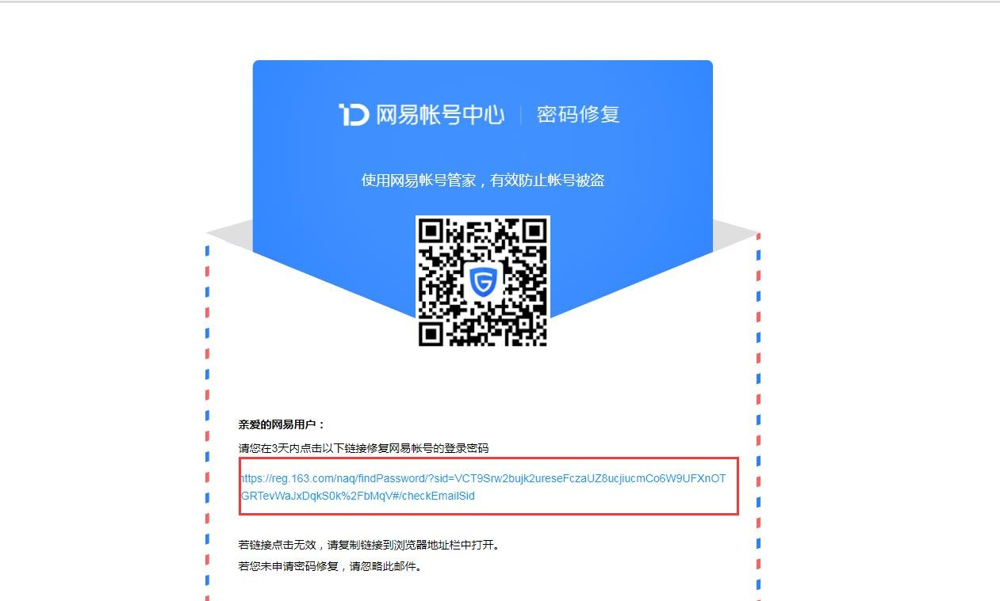 网易帐号中心 | 密码修复
使用网易帐号管家，有效防止帐号被盗
亲爱的网易用户：
请您在3天内点击以下链接修复网易帐号的登录密码
https://reg.163.com/naq/findPassword/?sid=VCT9Srw2bujk2ureseFczaUZ8ucjiucmCo6W9UFXnOT
GRTevWaJxDqkS0k%2FbMqV#/checkEmailSid
若链接点击无效，请复制链接到浏览器地址栏中打开。
若您未申请密码修复，请忽略此邮件。